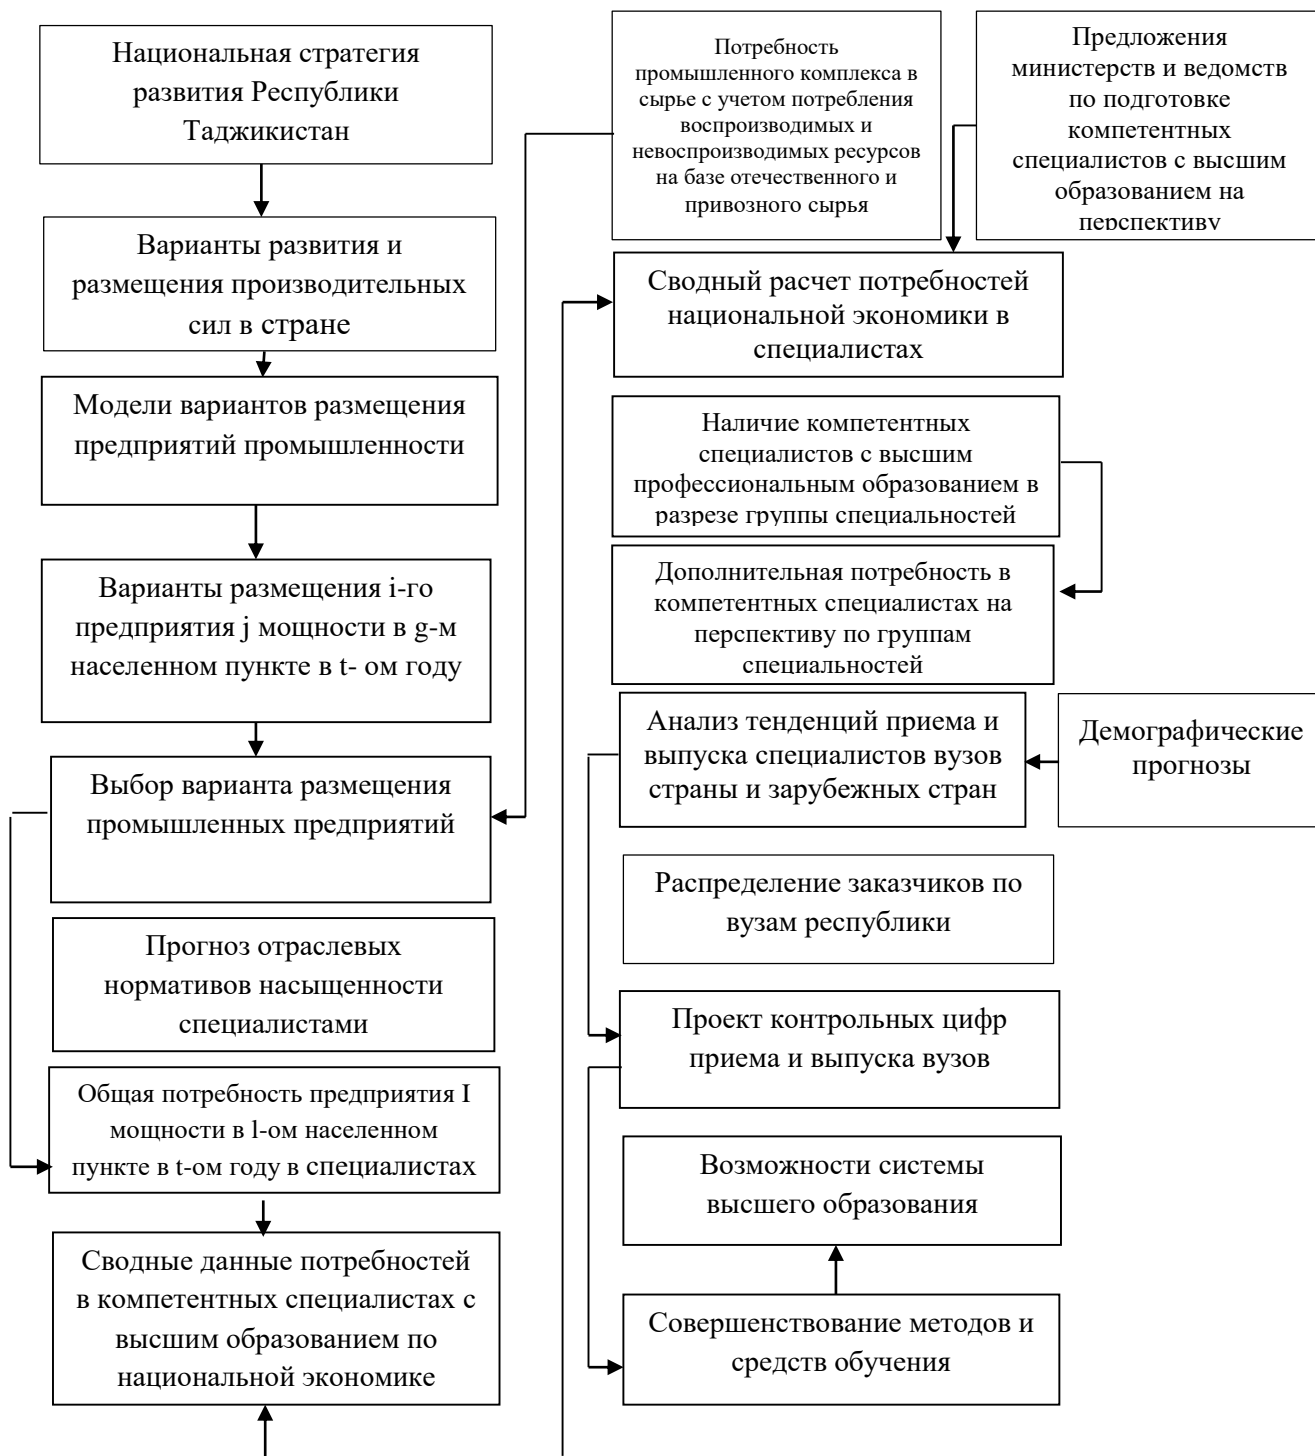 Национальная стратегия
развития Республики
Таджикистан
Варианты развития и
размещения производительных
сил в стране
Модели вариантов размещения
предприятий промышленности
Варианты размещения i-го
предприятия j мощности в g-м
населенном пункте в t- ом году
Выбор варианта размещения
промышленных предприятий
Прогноз отраслевых
нормативов насыщенности
специалистами
Общая потребность предприятия I
мощности в l-ом населенном
пункте в t-ом году в специалистах
Сводные данные потребностей
в компетентных специалистах с
высшим образованием по
национальной экономике
Потребность
промышленного комплекса в
сырье с учетом потребления
воспроизводимых и
невоспроизводимых ресурсов
на базе отечественного и
привозного сырья
Предложения
министерств и ведомств
по подготовке
компетентных
специалистов с высшим
образованием на
перспективу
Сводный расчет потребностей
национальной экономики в
специалистах
Наличие компетентных
специалистов с высшим
профессиональным образованием в
разрезе группы специальностей
Дополнительная потребность в
компетентных специалистах на
перспективу по группам
специальностей
Анализ тенденций приема и
выпуска специалистов вузов
страны и зарубежных стран
Демографические
прогнозы
Распределение заказчиков по
вузам республики
Проект контрольных цифр
приема и выпуска вузов
Возможности системы
высшего образования
Совершенствование методов и
средств обучения